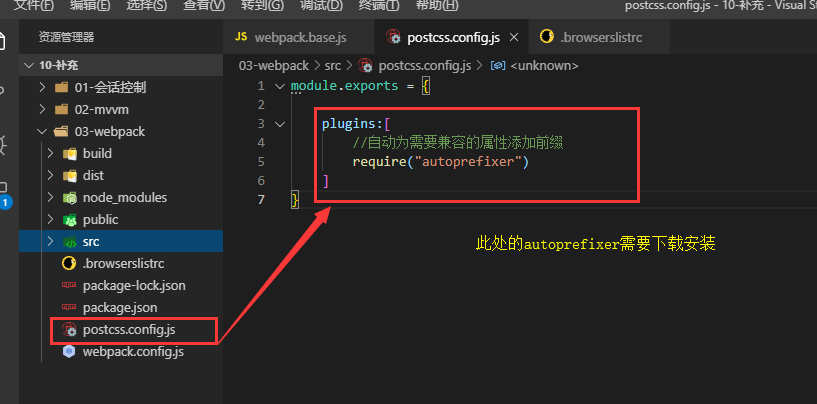 文件(F) 编辑(E) 选择(S) 查看(V) 转到(G) 调试(D) 终端(T) 帮助(H) postcss.config.js - 10-补充 - Visual S
资源管理器
webpack.base.js
postcss.config.js
.browserslistrc
10-补充
03-webpack > src > postcss.config.js > <unknown>
01-会话控制
02-mvvm
03-webpack
build
dist
node_modules
public
src
.browserslistrc
package-lock.json
package.json
postcss.config.js
webpack.config.js
1
1 module.exports = {
2
3 plugins:[
4 //自动为需要兼容的属性添加前缀
5 require("autoprefixer")
6 ]
7 }
此处的autoprefixer需要下载安装